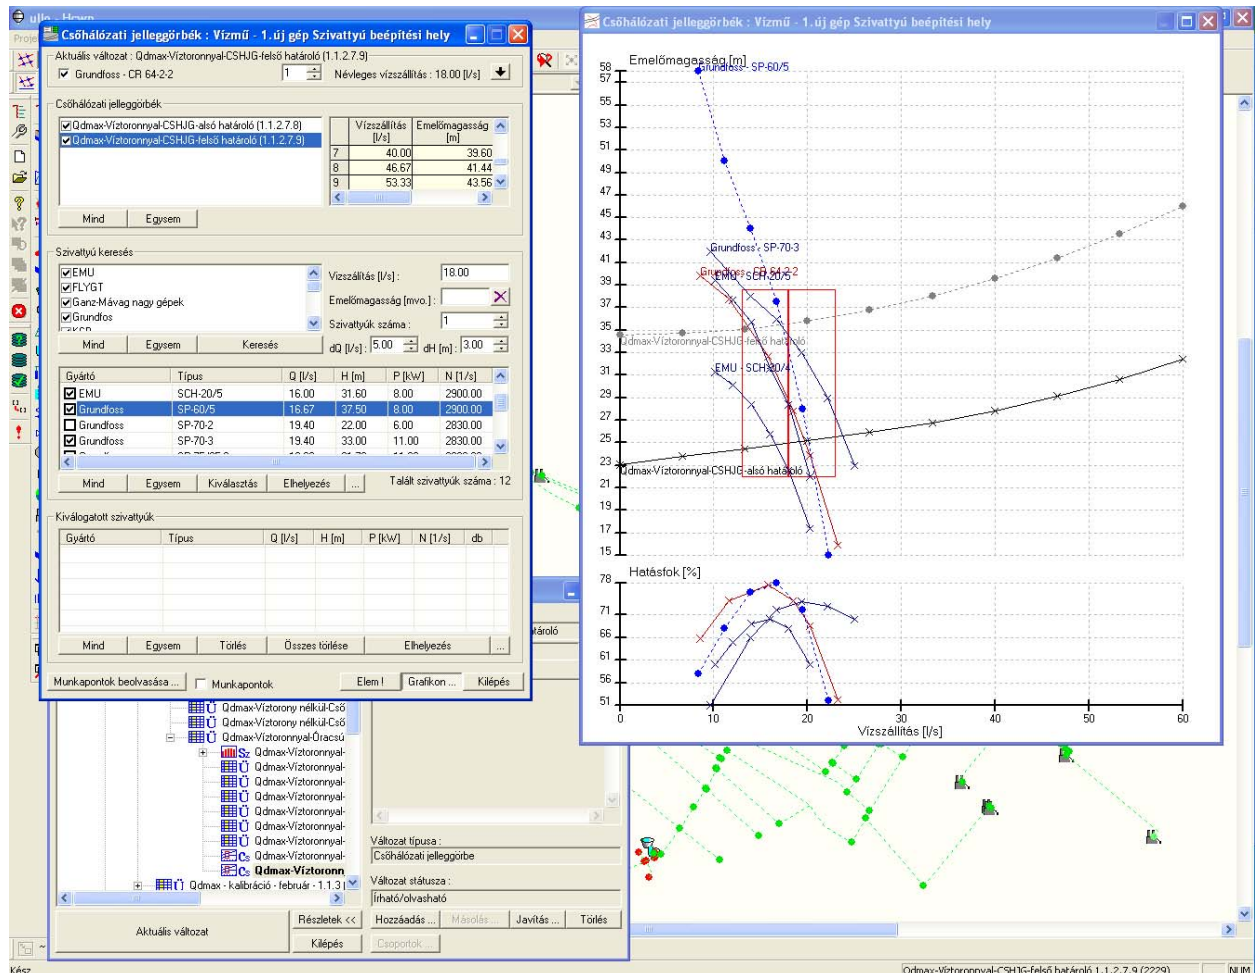 Csőhálózati jelleggörbék : Vízmű - 1.új gép Szivattyú beépítési hely
Aktuális változat : Qdmax-Víztoronnyal-CSHJG-felső határoló (1.1.2.7.9)
Grundfoss - CR 64-2-2
1
Névleges vízszállítás : 18.00 [l/s]
Csőhálózati jelleggörbék
Qdmax-Víztoronnyal-CSHJG-alsó határoló (1.1.2.7.8)
Qdmax-Víztoronnyal-CSHJG-felső határoló (1.1.2.7.9)
Vízszállítás [l/s] Emelőmagasság [m]
7 40.00 39.60
8 46.67 41.44
9 53.33 43.56
Mind Egysem
Szivattyú keresés
EMU
FLYGT
Ganz-Mávag nagy gépek
Grundfos
KSB
Vízszállítás [l/s] : 18.00
Emelőmagasság [mvo.] :
Szivattyúk száma : 1
Mind Egysem Keresés
dQ [l/s] : 5.00 dH [m] : 3.00
Gyártó Típus Q [l/s] H [m] P [kW] N [1/s]
EMU SCH-20/5 16.00 31.60 8.00 2900.00
Grundfoss SP-60/5 16.67 37.50 8.00 2900.00
Grundfoss SP-70-2 19.40 22.00 6.00 2830.00
Grundfoss SP-70-3 19.40 33.00 11.00 2830.00
Mind Egysem Kiválasztás Elhelyezés ... Talált szivattyúk száma : 12
Kiválogatott szivattyúk
Gyártó Típus Q [l/s] H [m] P [kW] N [1/s] db
Mind Egysem Törlés Összes törlése Elhelyezés ...
Munkapontok beolvasása ... Munkapontok Elem ! Grafikon ... Kilépés
Csőhálózati jelleggörbék : Vízmű - 1.új gép Szivattyú beépítési hely
Emelőmagasság [m]
58
57
55
53
51
49
47
45
43
41
39
37
35
33
31
29
27
25
23
21
19
17
15
Grundfoss - SP-60/5
Grundfoss - SP-70-3
Grundfoss - CR 64-2-2
EMU - SCH-20/5
Qdmax-Víztoronnyal-CSHJG-felső határoló
EMU - SCH-20/4
Qdmax-Víztoronnyal-CSHJG-alsó határoló
Hatásfok [%]
78
71
66
61
56
51
0 10 20 30 40 50 60
Vízszállítás [l/s]
Qdmax-Víztorony nélkül-Cső
Qdmax-Víztorony nélkül-Cső
Qdmax-Víztoronnyal-Óracsú
Sz Qdmax-Víztoronnyal-
Ü Qdmax-Víztoronnyal-
Ü Qdmax-Víztoronnyal-
Ü Qdmax-Víztoronnyal-
Ü Qdmax-Víztoronnyal-
Ü Qdmax-Víztoronnyal-
Cs Qdmax-Víztoronnyal-
Cs Qdmax-Víztoronn
Ü Qdmax - kalibráció - február - 1.1.3
Változat típusa :
Csőhálózati jelleggörbe
Változat státusza :
Írható/olvasható
Aktuális változat
Részletek << Hozzáadás ... Másolás ... Javítás ... Törlés
Kilépés Csoportok ...
Kész
Qdmax-Víztoronnyal-CSHJG-felső határoló 1.1.2.7.9 (2229) NUM